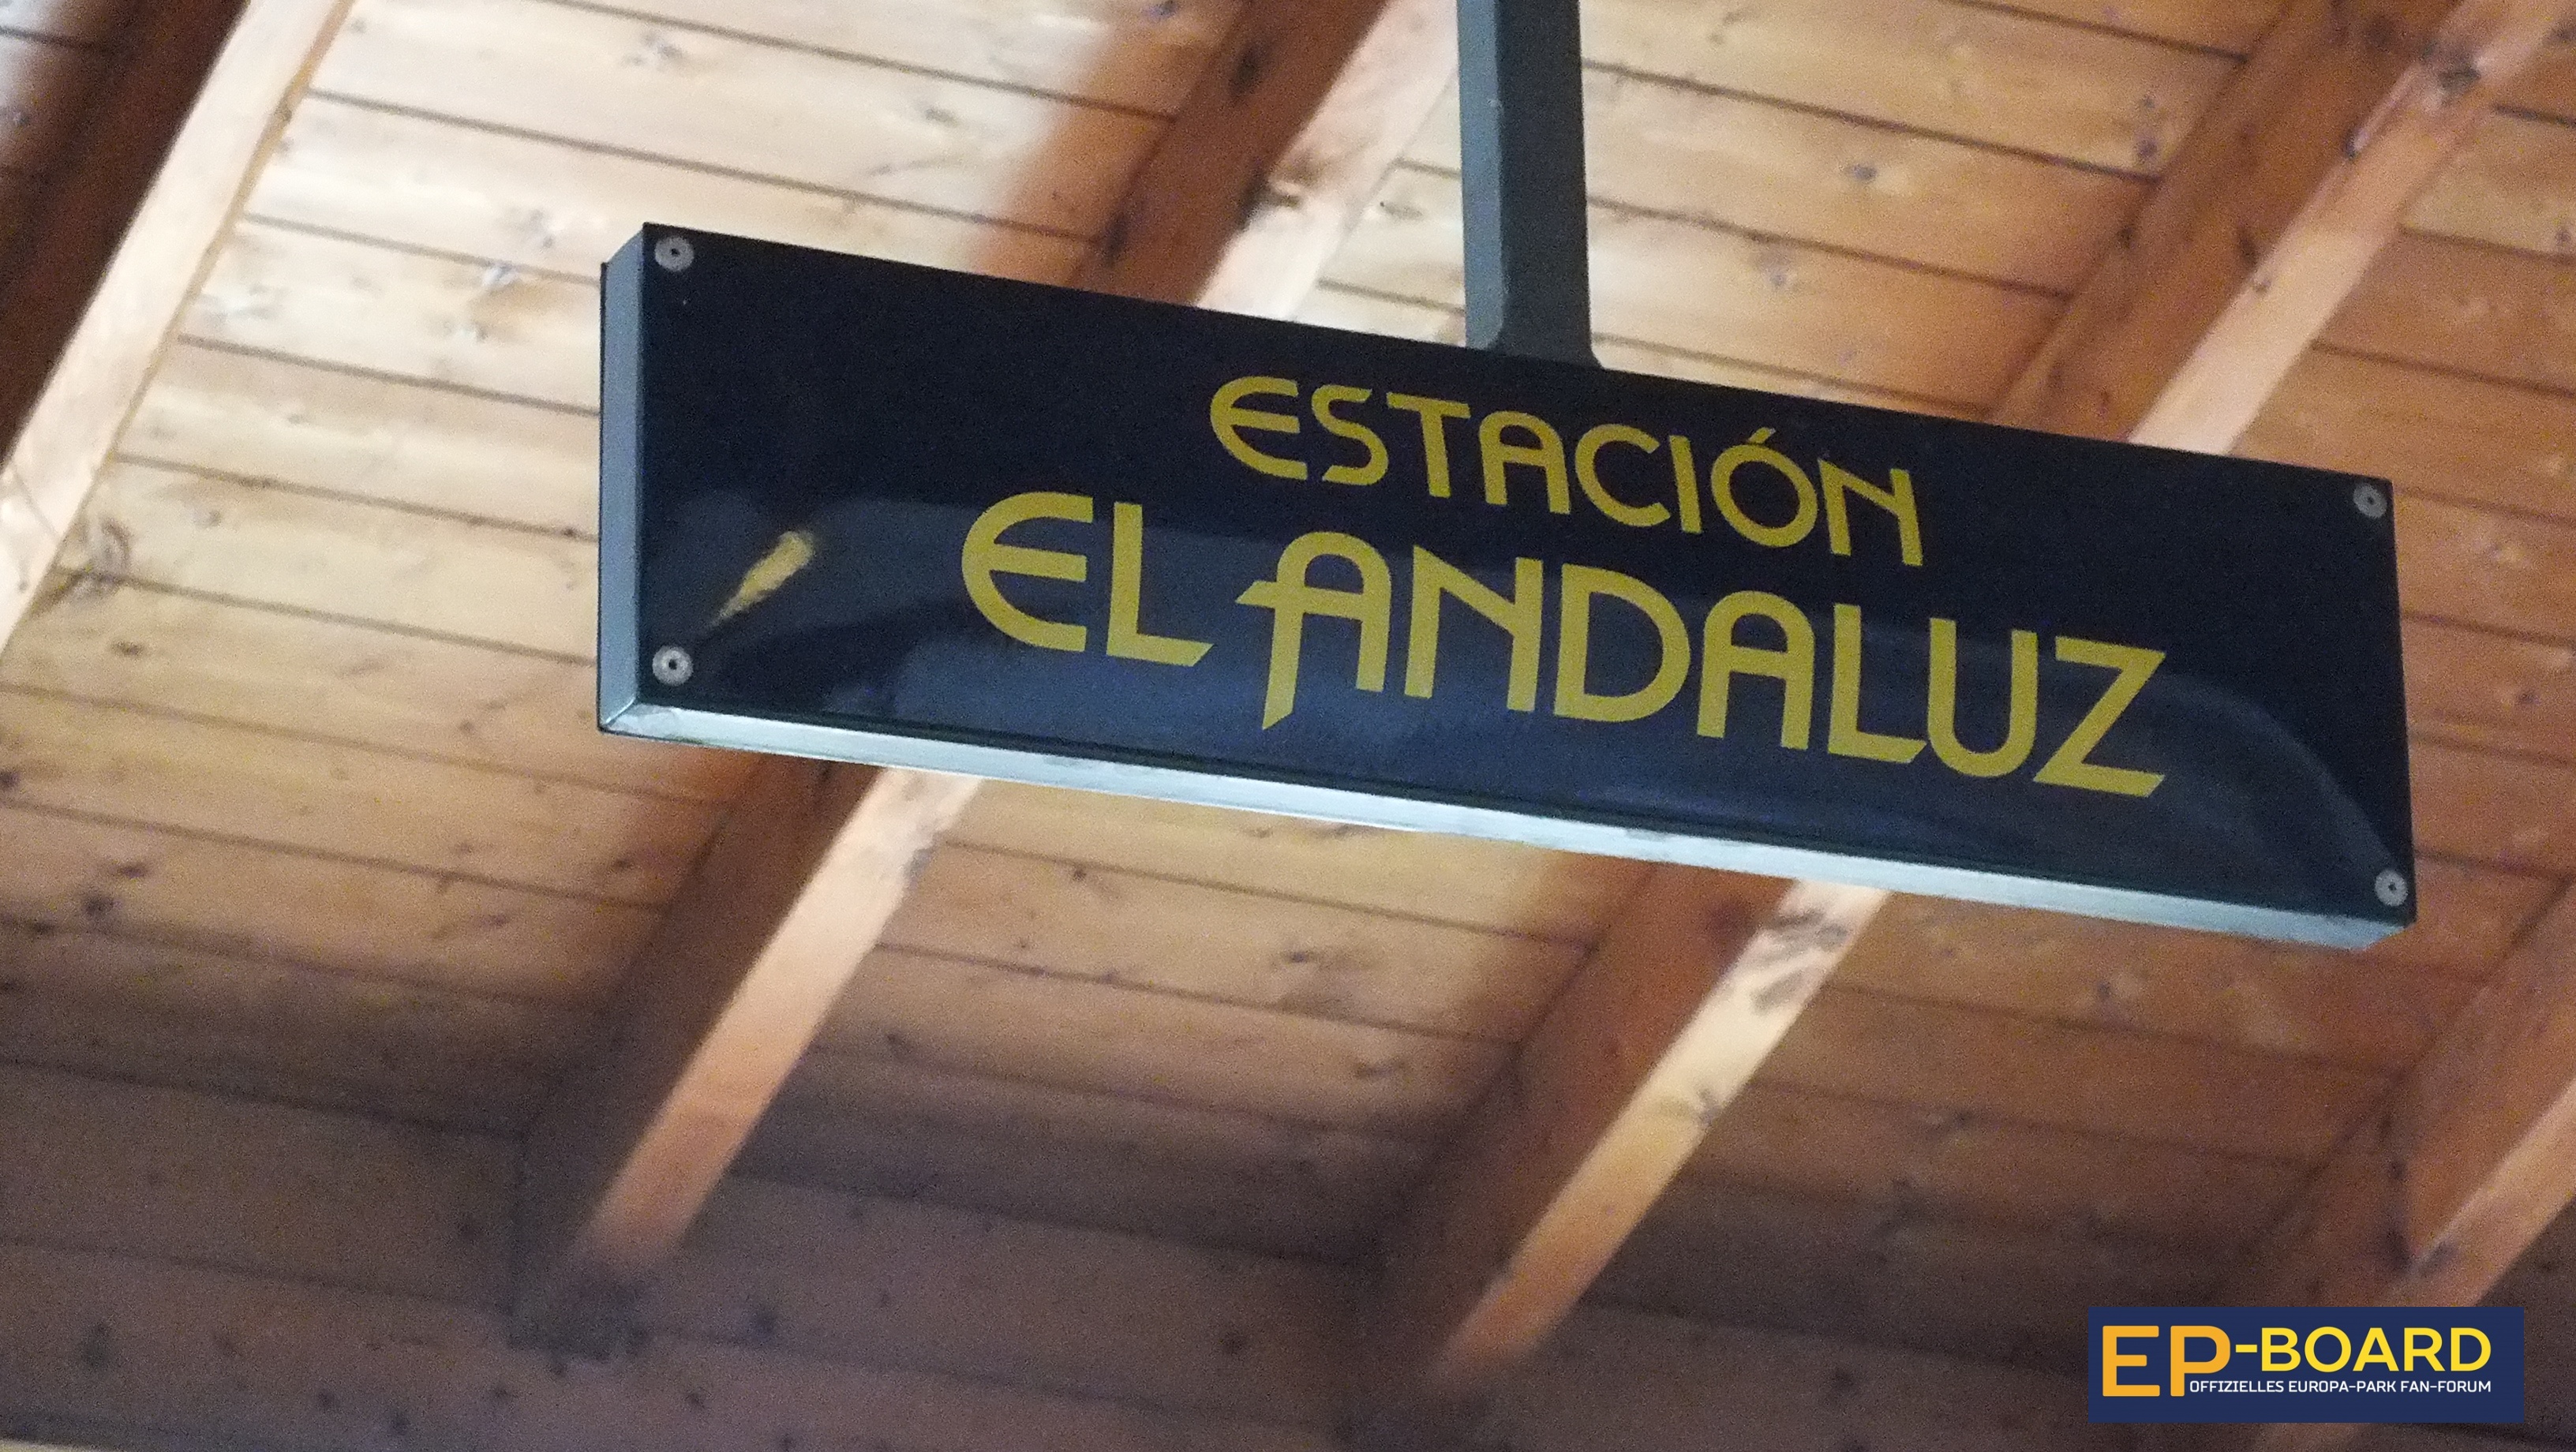 ESTACIÓN
EL ANDALUZ
EP-BOARD
OFFIZIELLES EUROPA-PARK FAN-FORUM